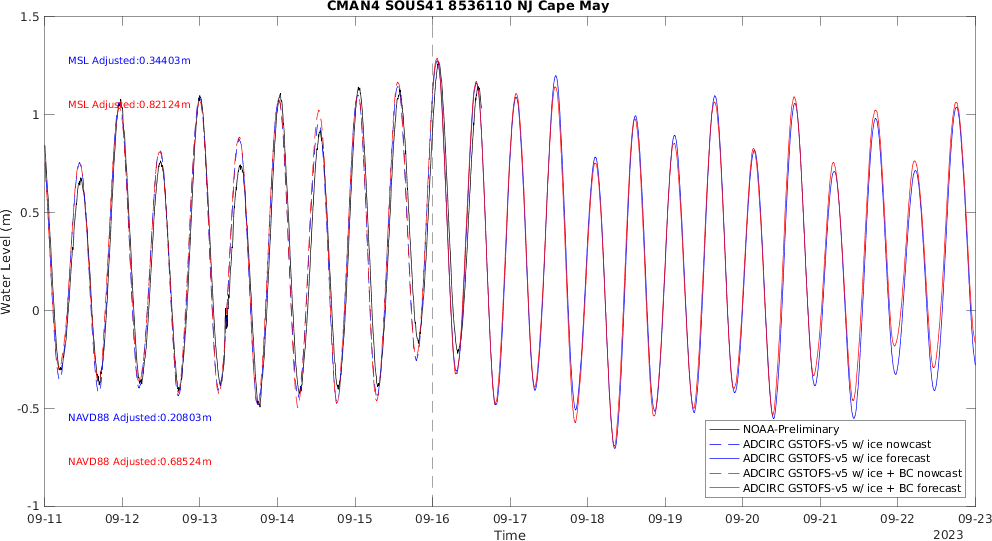 CMAN4 SOUS41 8536110 NJ Cape May
1.5
MSL Adjusted:0.34403m
MSL Adjusted:0.82124m
1
0.5
Water Level (m)
0
-0.5
NAVD88 Adjusted:0.20803m
NAVD88 Adjusted:0.68524m
NOAA-Preliminary
ADCIRC GSTOFS-v5 w/ ice nowcast
ADCIRC GSTOFS-v5 w/ ice forecast
ADCIRC GSTOFS-v5 w/ ice + BC nowcast
ADCIRC GSTOFS-v5 w/ ice + BC forecast
-1
09-11 09-12 09-13 09-14 09-15 09-16 09-17 09-18 09-19 09-20 09-21 09-22 09-23
Time
2023